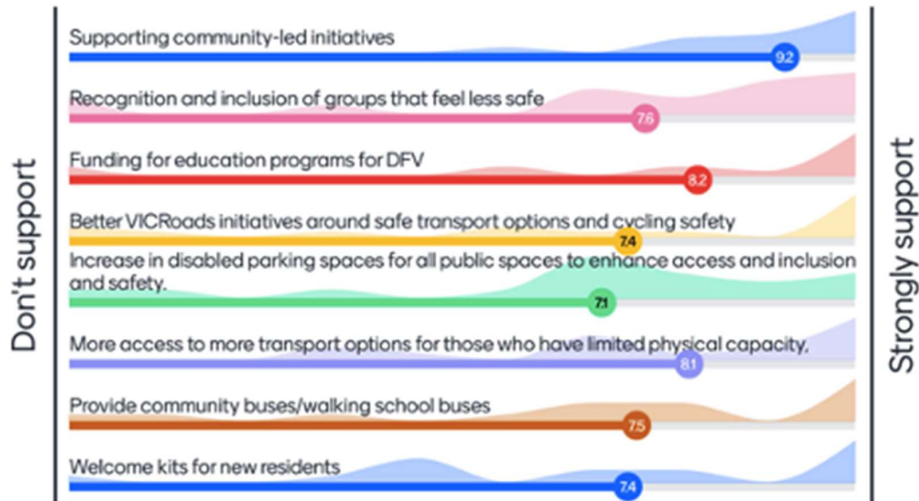 Supporting community-led initiatives
9.2
Recognition and inclusion of groups that feel less safe
7.6
Funding for education programs for DFV
8.2
Better VICRoads initiatives around safe transport options and cycling safety
7.4
Increase in disabled parking spaces for all public spaces to enhance access and inclusion
and safety.
7.1
More access to more transport options for those who have limited physical capacity,
8.1
Provide community buses/walking school buses
7.5
Welcome kits for new residents
7.4
Don't support
Strongly support